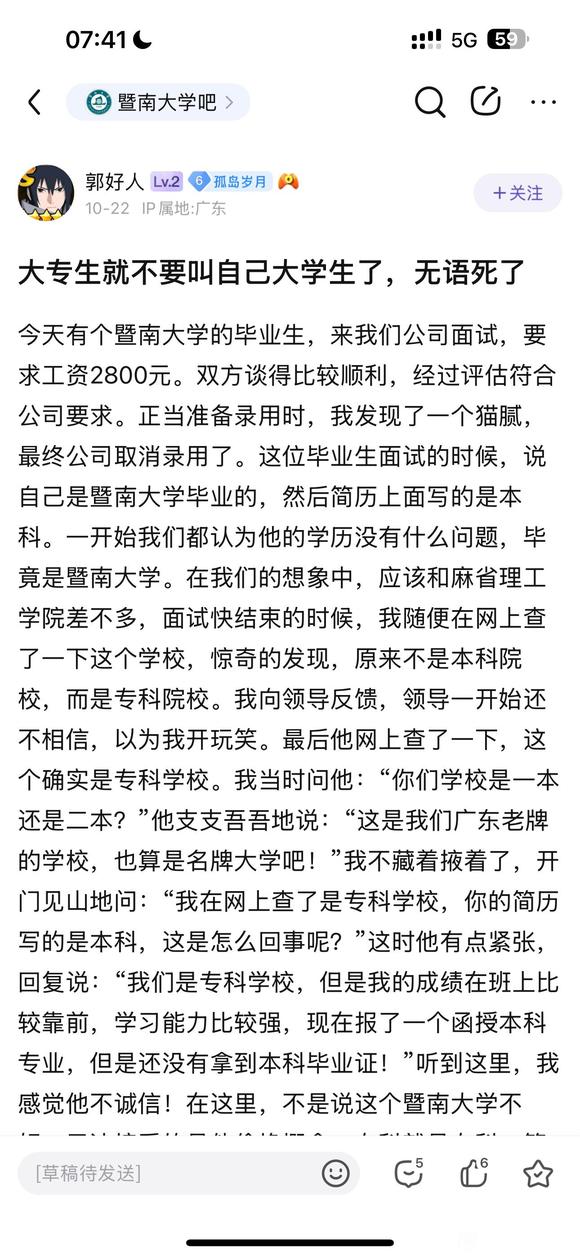 07:41
5G
59
暨南大学吧
郭好人 Lv.2 6 孤岛岁月
10-22 IP属地:广东
+关注
大专生就不要叫自己大学生了，无语死了
今天有个暨南大学的毕业生，来我们公司面试，要
求工资2800元。双方谈得比较顺利，经过评估符合
公司要求。正当准备录用时，我发现了一个猫腻，
最终公司取消录用了。这位毕业生面试的时候，说
自己是暨南大学毕业的，然后简历上面写的是本
科。一开始我们都认为他的学历没有什么问题，毕
竟是暨南大学。在我们的想象中，应该和麻省理工
学院差不多，面试快结束的时候，我随便在网上查
了一下这个学校，惊奇的发现，原来不是本科院
校，而是专科院校。我向领导反馈，领导一开始还
不相信，以为我开玩笑。最后他网上查了一下，这
个确实是专科学校。我当时问他：“你们学校是一本
还是二本？”他支支吾吾地说：“这是我们广东老牌
的学校，也算是名牌大学吧！”我不藏着掖着了，开
门见山地问：“我在网上查了是专科学校，你的简历
写的是本科，这是怎么回事呢？”这时他有点紧张，
回复说：“我们是专科学校，但是我的成绩在班上比
较靠前，学习能力比较强，现在报了一个函授本科
专业，但是还没有拿到本科毕业证！”听到这里，我
感觉他不诚信！在这里，不是说这个暨南大学不
[草稿待发送]
5
6